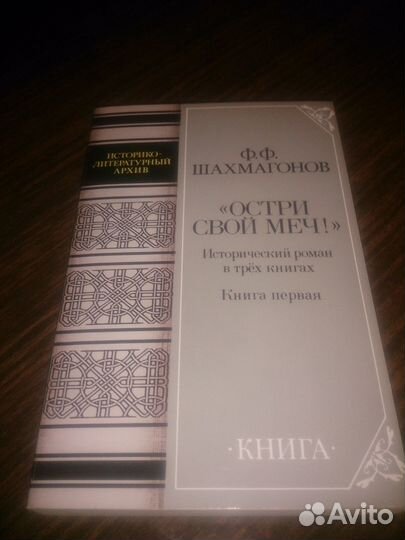 ИСТОРИКО-
ЛИТЕРАТУРНЫЙ
АРХИВ
Ф.Ф.
ШАХМАГОНОВ
«ОСТРИ
СВОЙ МЕЧ!»
Исторический роман
в трёх книгах
Книга первая
·КНИГА·
Avito